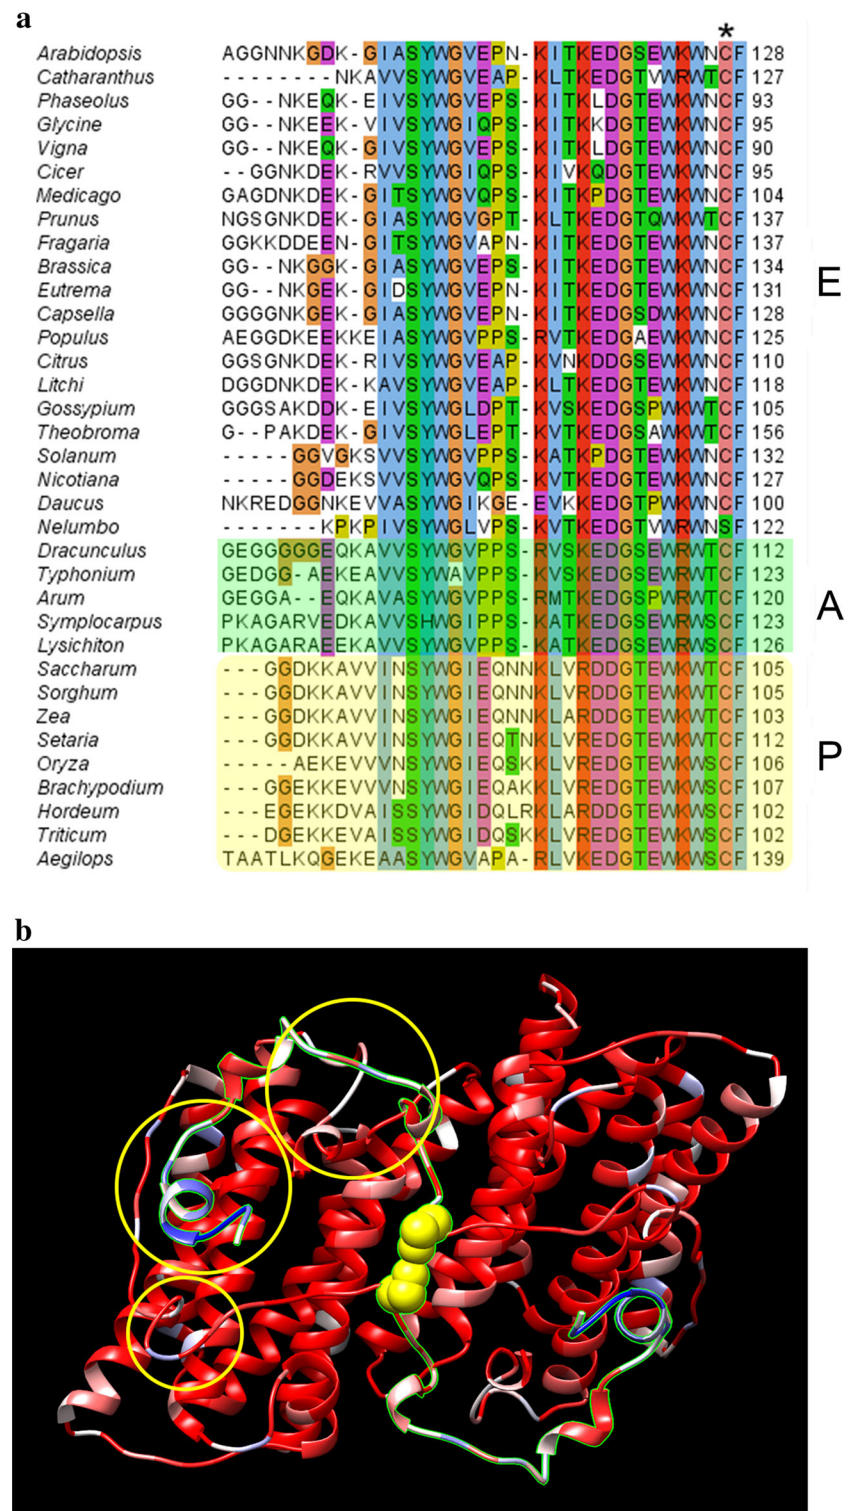 a
*
Arabidopsis AGGNNKGDK-GIASYWGVEPN-KITKEDGSEWKWNCF 128
Catharanthus --------NKAVVSYWGVEAP-KLTKEDGTVWRWTCF 127
Phaseolus GG--NKEQK-EIVSYWGVEPS-KITKLDGTEWKWNCF 93
Glycine GG--NKEEK-VIVSYWGIQPS-KITKKDGTEWKWNCF 95
Vigna GG--NKEQK-GIVSYWGVEPS-KITKLDGTEWKWNCF 90
Cicer --GGNKDEK-RVVSYWGIQPS-KIVKQDGTEWKWNCF 95
Medicago GAGDNKDEK-GITSYWGVQPS-KITKPDGTEWKWNCF 104
Prunus NGSGNKDEK-GIASYWGVGPT-KLTKEDGTQWKWTCF 137
Fragaria GGKKDDEEN-GITSYWGVAPN-KITKEDGTEWKWNCF 137
Brassica GG--NKGGK-GIASYWGVEPS-KITKEDGTEWKWNCF 134
Eutrema GG--NKGEK-GIDSYWGVEPN-KITKEDGTEWKWNCF 131
Capsella GGGGNKGEK-GIASYWGVEPN-KITKEDGSDWKWNCF 128
Populus AEGGDKEEKKEIASYWGVPPS-RVTKEDGAEWKWNCF 125
Citrus GGSGNKDEK-RIVSYWGVEAP-KVNKDDGSEWKWNCF 110
Litchi DGGDNKDEK-KAVSYWGVEAP-KLTKEDGTEWKWNCF 118
Gossypium GGGSAKDDK-EIVSYWGLDPT-KVSKEDGSPWKWTCF 105
Theobroma G--PAKDEK-GIVSYWGLEPT-KVTKEDGSAWKWTCF 156
Solanum -----GGVGKSVVSYWGVPPS-KATKPDGTEWKWNCF 132
Nicotiana -----GGDEKSVVSYWGVQPS-KATKEDGTEWKWNCF 127
Daucus NKREDGGNKEVVASYWGIKGE-EVKKEDGTPWKWNCF 100
Nelumbo -------KPKPIVSYWGLVPS-KVTKEDGTVWRWNSF 122
Dracunculus GEGGGGGGEQKAVVSYWGVPPS-RVSKEDGSEWRWTCF 112
Typhonium GEDGG-AEKEAVVSYWAVPPS-KVSKEDGSEWRWTCF 123
Arum GEGGA--EQKAVASYWGVPPS-RMTKEDGSPWRWTCF 120
Symplocarpus PKAGARVEDKAVVSHWGIPPS-KATKEDGSEWRWSCF 123
Lysichiton PKAGARAEEKAVVSYWGIPPS-KATKEDGTEWRWSCF 126
Saccharum ---GGDKKAVVINSYWGIEQNNKLVRDDGTEWKWTCF 105
Sorghum ---GGDKKAVVINSYWGIEQNNKLVRDDGTEWKWTCF 105
Zea ---GGDKKAVVINSYWGIEQNNKLARDDGTEWKWTCF 103
Setaria ---GGDKKAVVINSYWGIEQTNKLVREDGTEWKWTCF 112
Oryza -----AEKEVVVNSYWGIEQSKKLVREDGTEWKWSCF 106
Brachypodium ---GGEKKEVVVNSYWGIEQAKKLVREDGTEWKWSCF 107
Hordeum ---EGEKKDVAISSYWGIDQLRKLARDDGTEWKWSCF 102
Triticum ---DGEKKEVAISSYWGIDQSKKLVREDGTEWKWSCF 102
Aegilops TAATLKQGEKEAASYWGVAPA-RLVKEDGTEWKWSCF 139
E
A
P
b